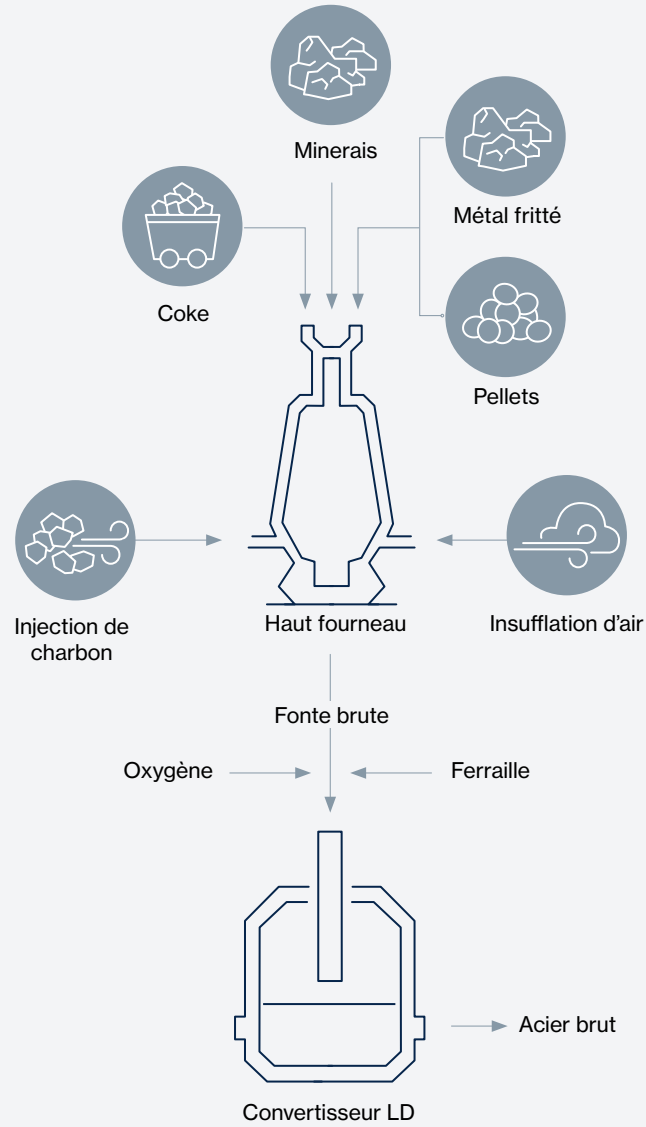 Minerais
Métal fritté
Coke
Pellets
Injection de
charbon
Haut fourneau
Insufflation d'air
Fonte brute
Oxygène
Ferraille
Acier brut
Convertisseur LD